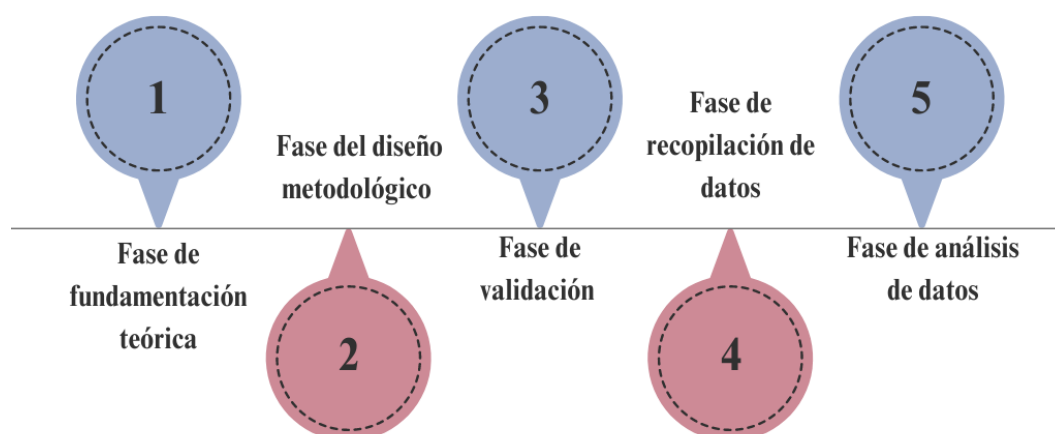 1
Fase de
fundamentación
teórica
Fase del diseño
metodológico
2
3
Fase de
validación
Fase de
recopilación de
datos
4
5
Fase de análisis
de datos